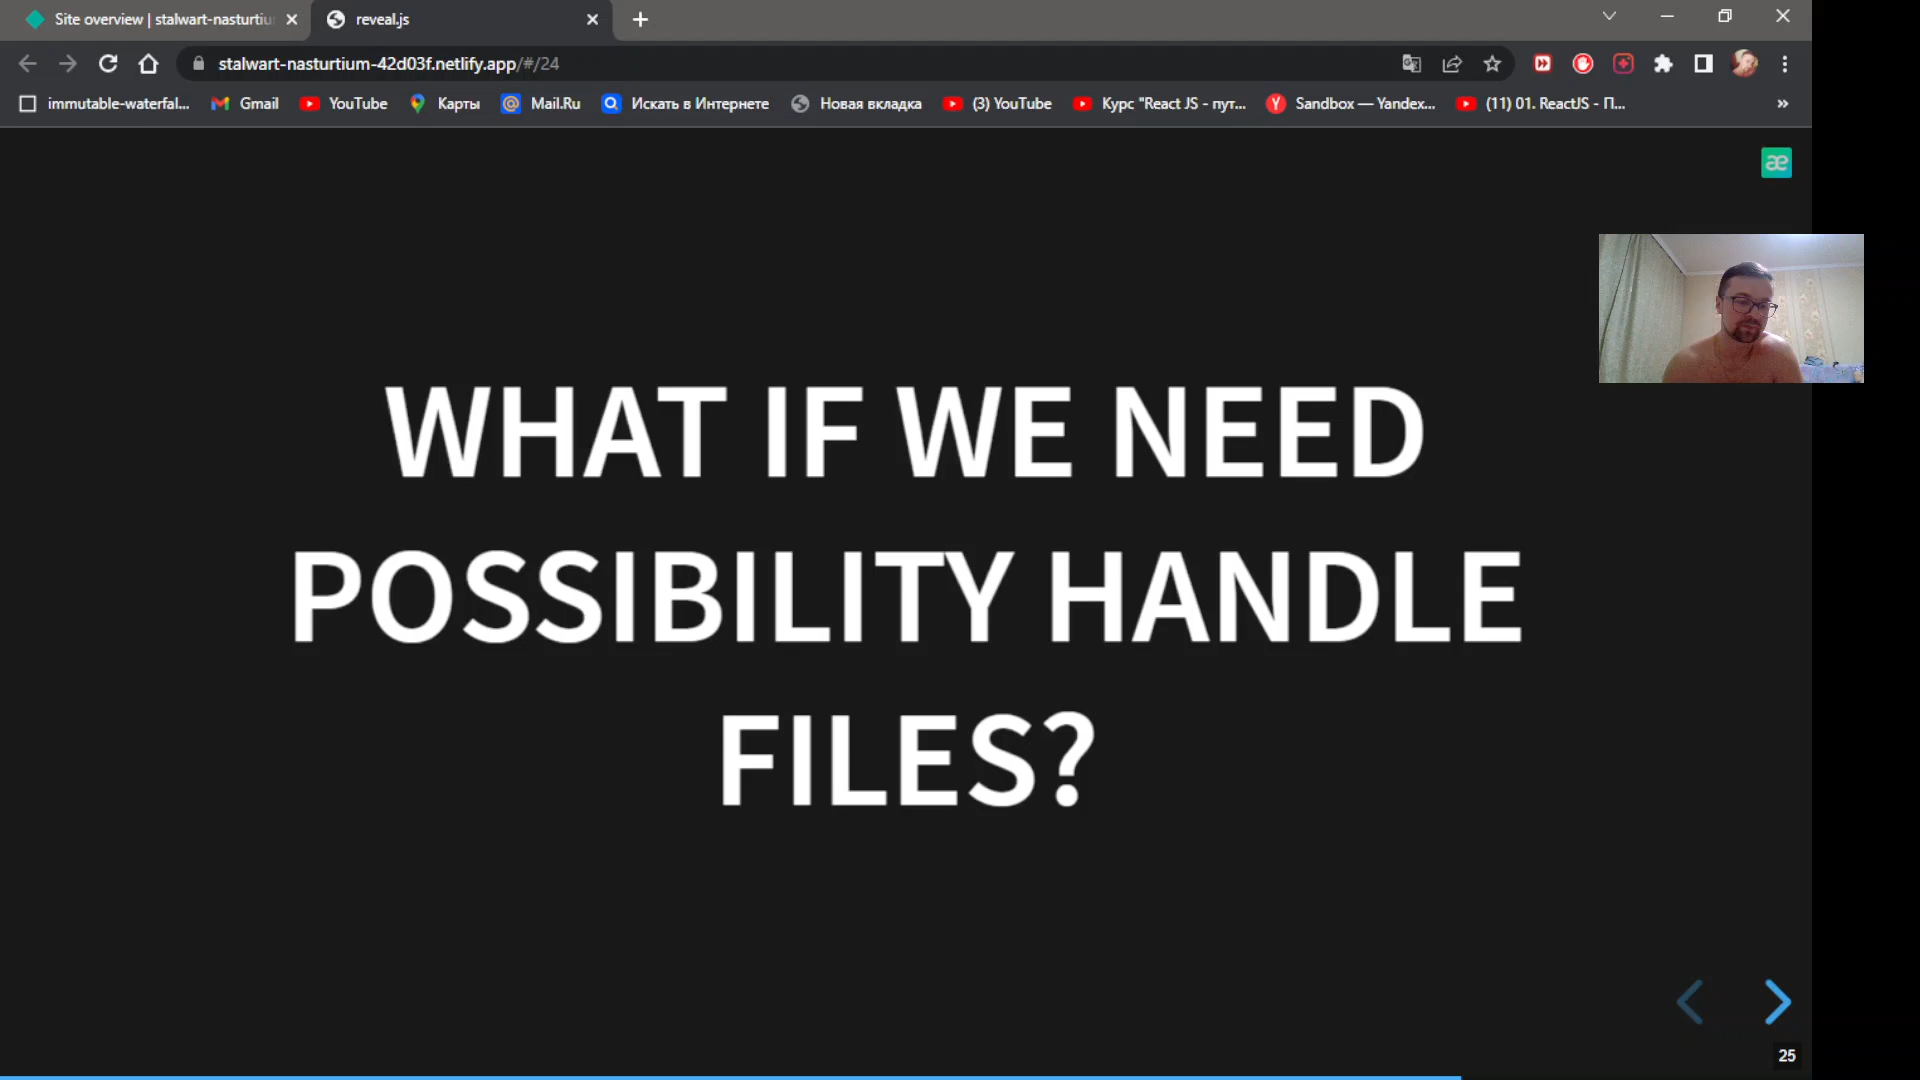 Site overview | stalwart-nasturtiu
reveal.js
stalwart-nasturtium-42d03f.netlify.app/#/24
immutable-waterfal...
Gmail
YouTube
Карты
Mail.Ru
Искать в Интернете
Новая вкладка
(3) YouTube
Курс "React JS - пут...
Sandbox — Yandex...
(11) 01. ReactJS - П...
»
æ
WHAT IF WE NEED
POSSIBILITY HANDLE
FILES?
25